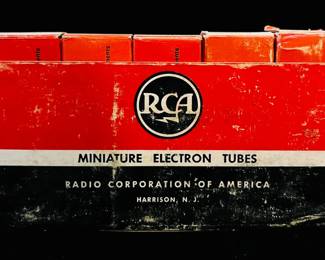 RCA
MINIATURE ELECTRON TUBES
RADIO CORPORATION OF AMERICA
HARRISON, N. J.